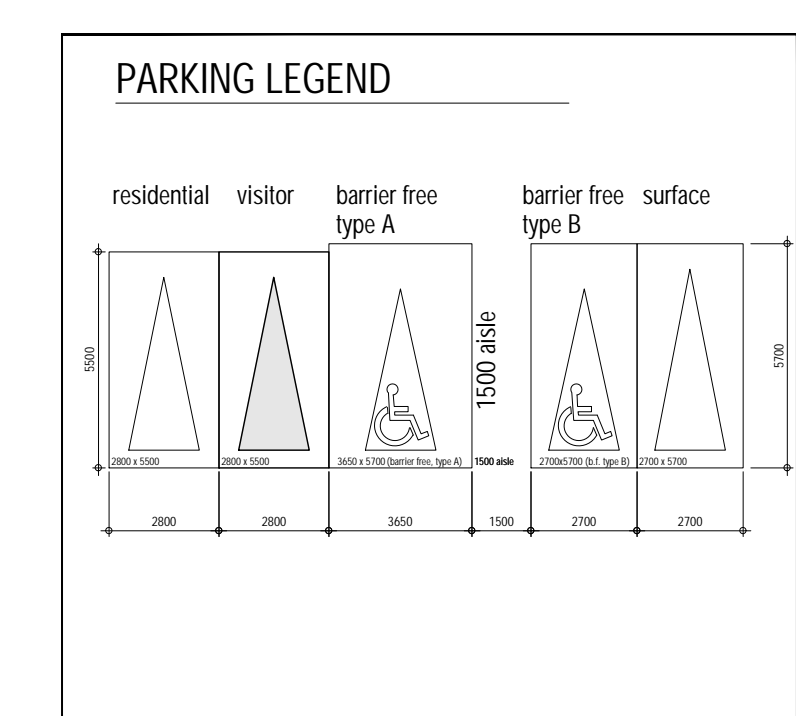 PARKING LEGEND
residential
visitor
barrier free
type A
barrier free
type B
surface
5500
1500 aisle
5700
2800 x 5500
2800 x 5500
3650 x 5700 (barrier free, type A)
1500 aisle
2700x5700 (b.f. type B)
2700 x 5700
2800
2800
3650
1500
2700
2700